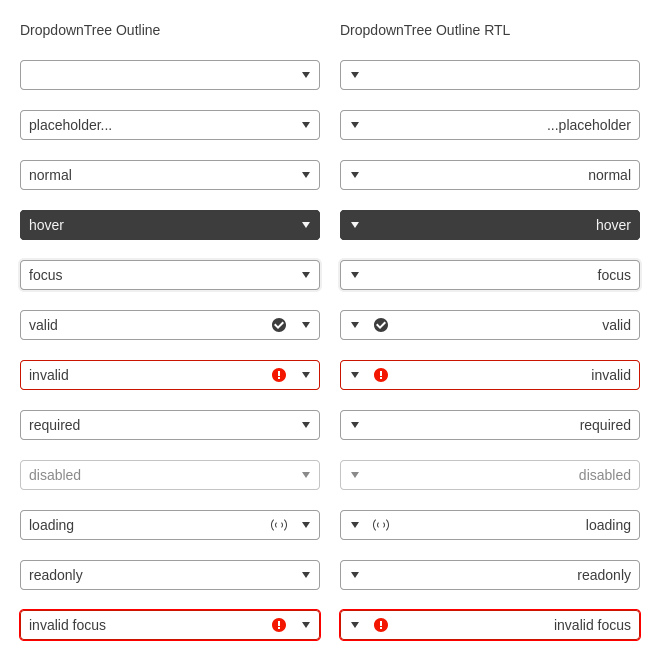 DropdownTree Outline
DropdownTree Outline RTL
placeholder...
...placeholder
normal
normal
hover
hover
focus
focus
valid
valid
invalid
invalid
required
required
disabled
disabled
loading
loading
readonly
readonly
invalid focus
invalid focus